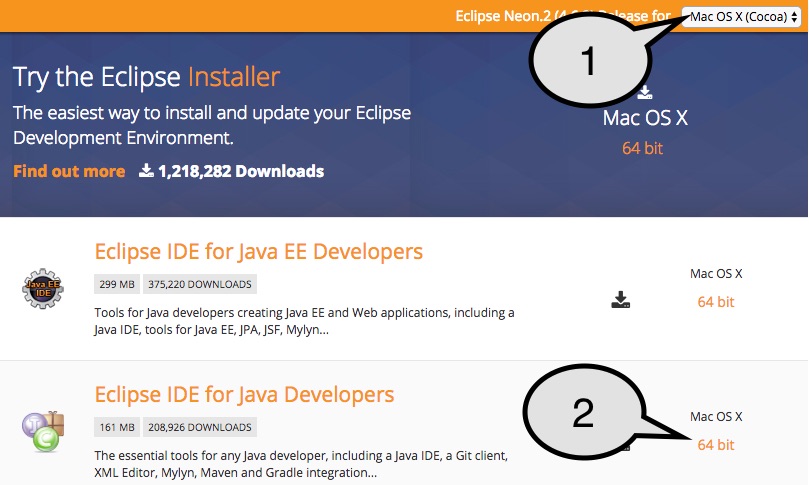 Eclipse Neon.2 Release for Mac OS X (Cocoa)
1
Try the Eclipse Installer
The easiest way to install and update your Eclipse
Development Environment.
Find out more 1,218,282 Downloads
Mac OS X
64 bit
Eclipse IDE for Java EE Developers
299 MB 375,220 DOWNLOADS
Java EE
IDE
Tools for Java developers creating Java EE and Web applications, including a
Java IDE, tools for Java EE, JPA, JSF, Mylyn...
Mac OS X
64 bit
Eclipse IDE for Java Developers
161 MB 208,926 DOWNLOADS
J
C
The essential tools for any Java developer, including a Java IDE, a Git client,
XML Editor, Mylyn, Maven and Gradle integration...
2
Mac OS X
64 bit